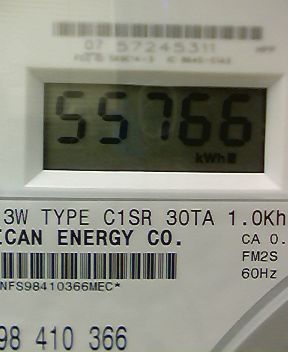 07 57245311
55766
kWh
3W TYPE C1SR 30TA 1.0Kh
ICAN ENERGY CO.
CA 0.
FM2S
60Hz
NFS98410366MEC*
98 410 366